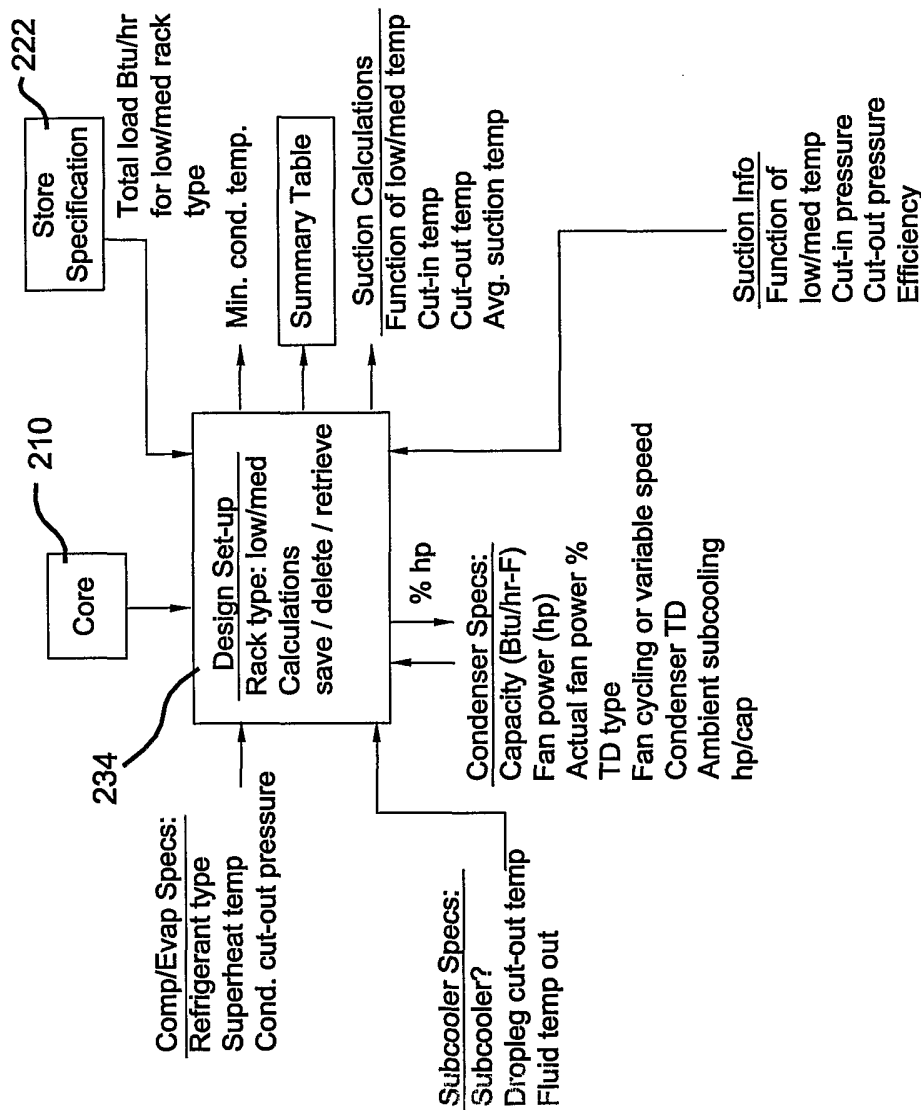 222
Store
Specification
Total load Btu/hr
for low/med rack
type
210
Core
234
Design Set-up
Rack type: low/med
Calculations
save / delete / retrieve
Min. cond. temp.
Summary Table
Suction Calculations
Function of low/med temp
Cut-in temp
Cut-out temp
Avg. suction temp
Comp/Evap Specs:
Refrigerant type
Superheat temp
Cond. cut-out pressure
% hp
Condenser Specs:
Capacity (Btu/hr-F)
Fan power (hp)
Actual fan power %
TD type
Fan cycling or variable speed
Condenser TD
Ambient subcooling
hp/cap
Subcooler Specs:
Subcooler?
Dropleg cut-out temp
Fluid temp out
Suction Info
Function of
low/med temp
Cut-in pressure
Cut-out pressure
Efficiency